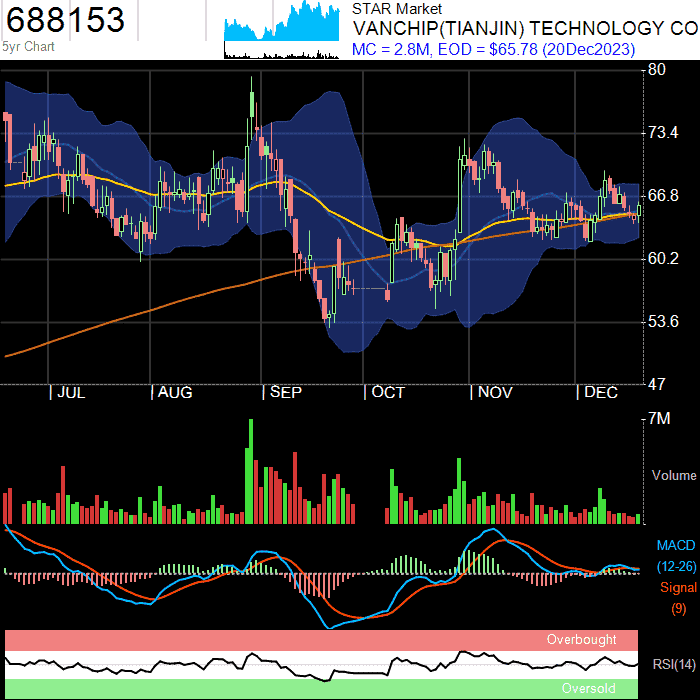 688153
5yr Chart
STAR Market
VANCHIP(TIANJIN) TECHNOLOGY CO
MC = 2.8M, EOD = $65.78 (20Dec2023)
80
73.4
66.8
60.2
53.6
47
| JUL | AUG | SEP | OCT | NOV | DEC
7M
Volume
MACD
(12-26)
Signal
(9)
Overbought
RSI(14)
Oversold